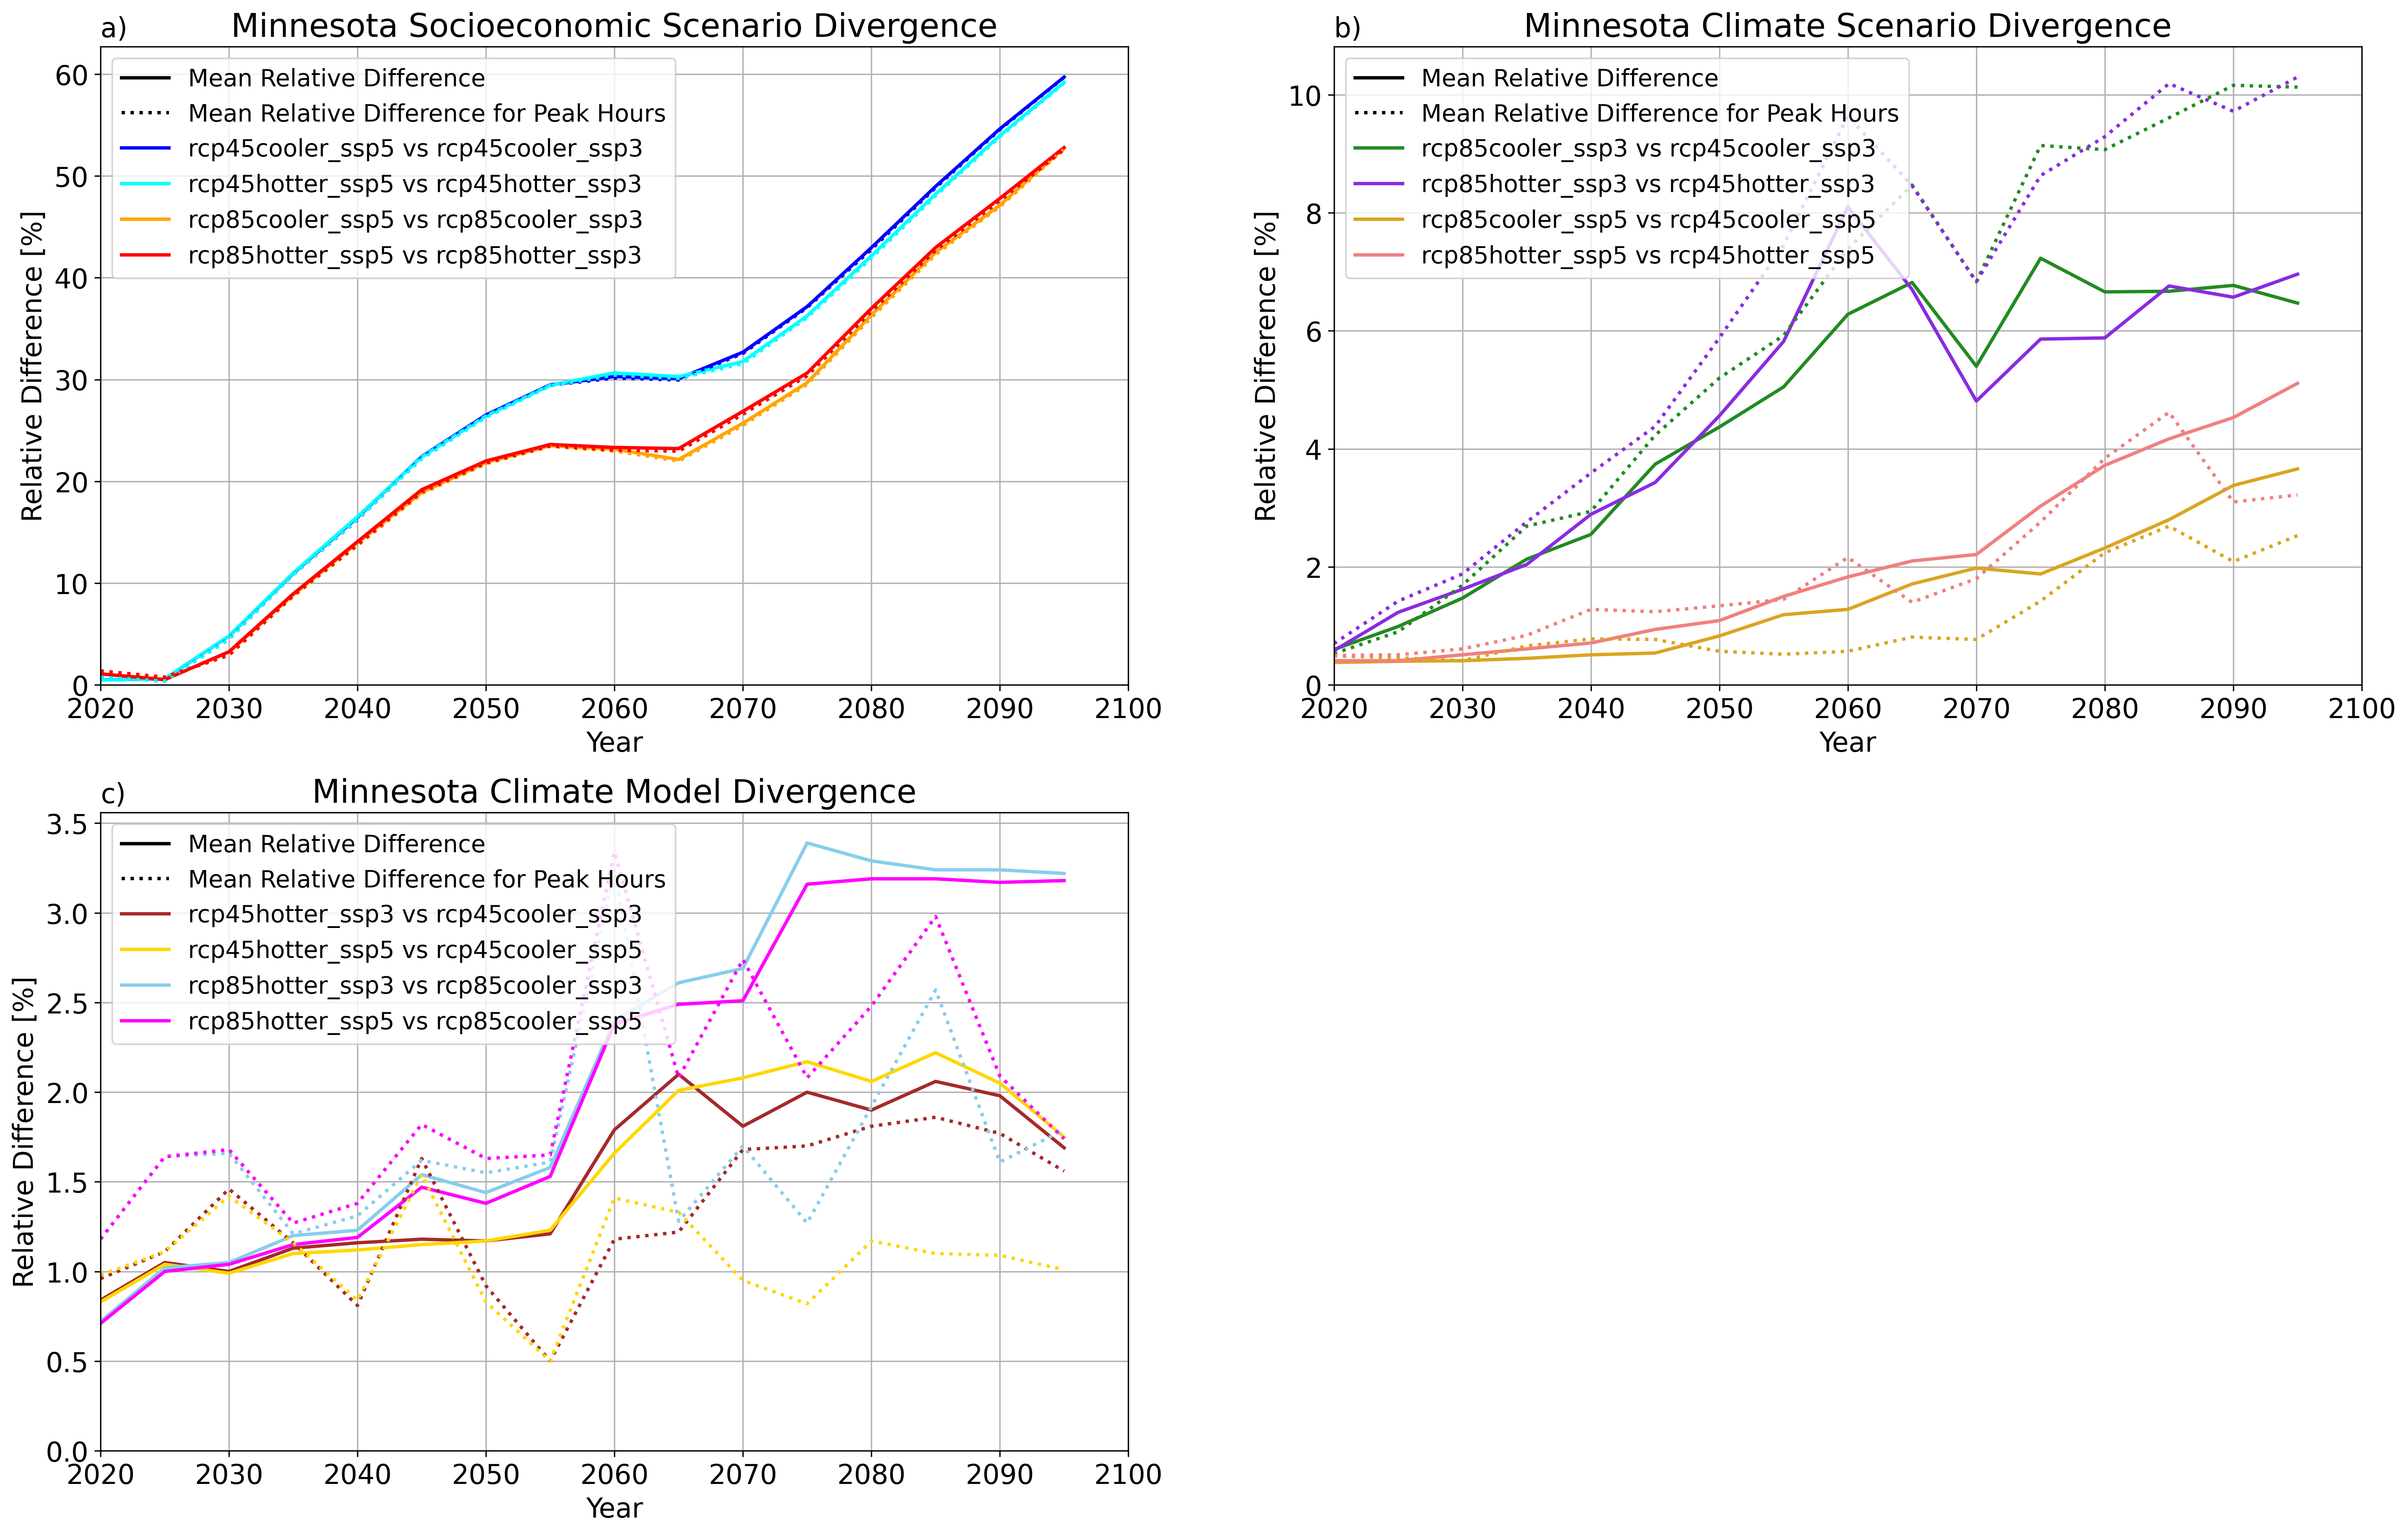 a)
Minnesota Socioeconomic Scenario Divergence
Relative Difference [%]
60
50
40
30
20
10
0
Mean Relative Difference
Mean Relative Difference for Peak Hours
rcp45cooler_ssp5 vs rcp45cooler_ssp3
rcp45hotter_ssp5 vs rcp45hotter_ssp3
rcp85cooler_ssp5 vs rcp85cooler_ssp3
rcp85hotter_ssp5 vs rcp85hotter_ssp3
2020 2030 2040 2050 2060 2070 2080 2090 2100
Year
b)
Minnesota Climate Scenario Divergence
Relative Difference [%]
10
8
6
4
2
0
Mean Relative Difference
Mean Relative Difference for Peak Hours
rcp85cooler_ssp3 vs rcp45cooler_ssp3
rcp85hotter_ssp3 vs rcp45hotter_ssp3
rcp85cooler_ssp5 vs rcp45cooler_ssp5
rcp85hotter_ssp5 vs rcp45hotter_ssp5
2020 2030 2040 2050 2060 2070 2080 2090 2100
Year
c)
Minnesota Climate Model Divergence
Relative Difference [%]
3.5
3.0
2.5
2.0
1.5
1.0
0.5
0.0
Mean Relative Difference
Mean Relative Difference for Peak Hours
rcp45hotter_ssp3 vs rcp45cooler_ssp3
rcp45hotter_ssp5 vs rcp45cooler_ssp5
rcp85hotter_ssp3 vs rcp85cooler_ssp3
rcp85hotter_ssp5 vs rcp85cooler_ssp5
2020 2030 2040 2050 2060 2070 2080 2090 2100
Year